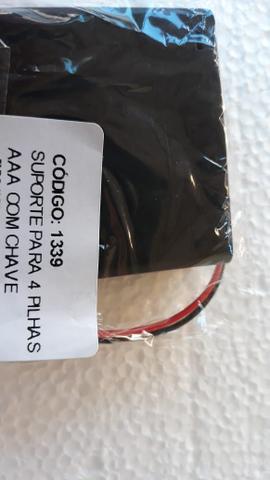 CÓDIGO: 1339
SUPORTE PARA 4 PILHAS
AAA COM CHAVE